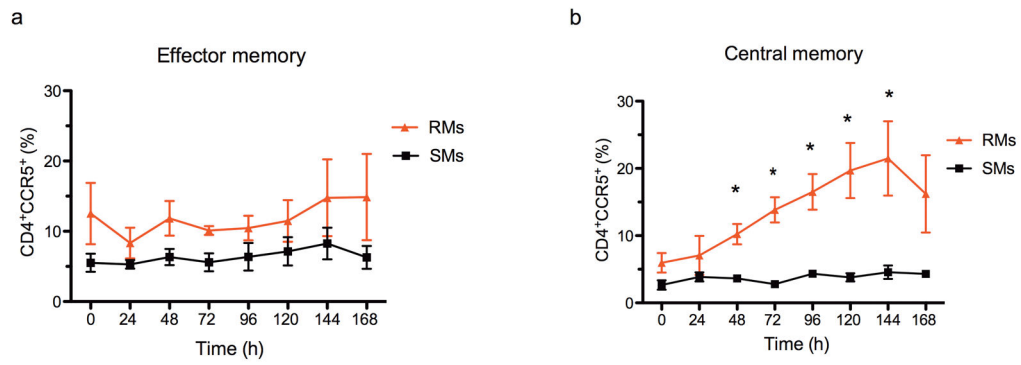 a
Effector memory
CD4⁺CCR5⁺ (%)
30
20
10
0
0 24 48 72 96 120 144 168
Time (h)
RMs
SMs
b
Central memory
CD4⁺CCR5⁺ (%)
30
20
10
0
* * * * *
0 24 48 72 96 120 144 168
Time (h)
RMs
SMs